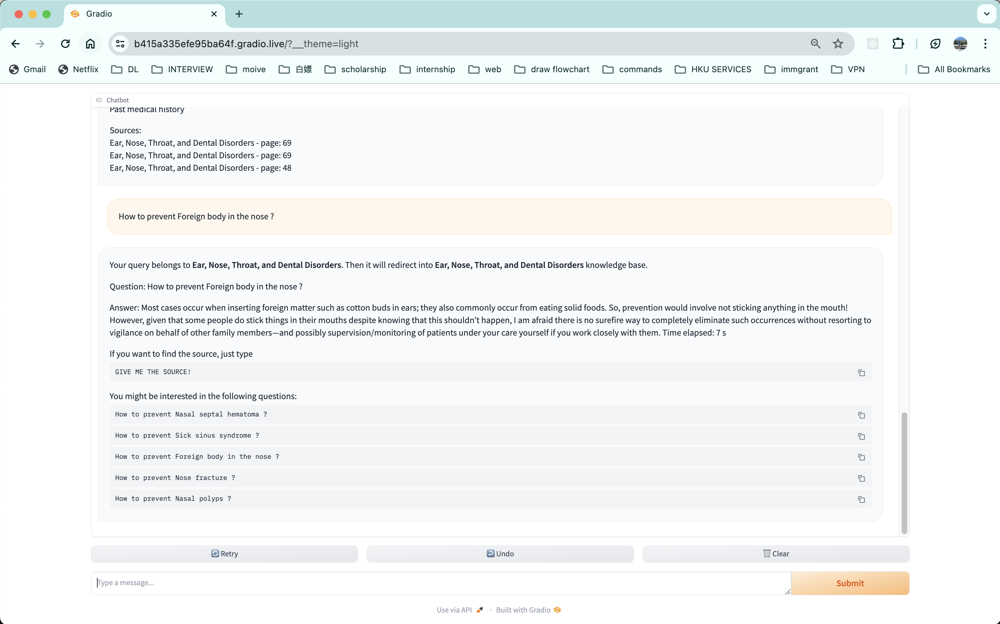 Gradio
b415a335efe95ba64f.gradio.live/?__theme=light
Gmail Netflix DL INTERVIEW moive 白嫖 scholarship internship web draw flowchart commands HKU SERVICES immgrant VPN All Bookmarks
Chatbot
Past medical history
Sources:
Ear, Nose, Throat, and Dental Disorders - page: 69
Ear, Nose, Throat, and Dental Disorders - page: 69
Ear, Nose, Throat, and Dental Disorders - page: 48
How to prevent Foreign body in the nose ?
Your query belongs to Ear, Nose, Throat, and Dental Disorders. Then it will redirect into Ear, Nose, Throat, and Dental Disorders knowledge base.
Question: How to prevent Foreign body in the nose ?
Answer: Most cases occur when inserting foreign matter such as cotton buds in ears; they also commonly occur from eating solid foods. So, prevention would involve not sticking anything in the mouth!
However, given that some people do stick things in their mouths despite knowing that this shouldn’t happen, I am afraid there is no surefire way to completely eliminate such occurrences without resorting to
vigilance on behalf of other family members—and possibly supervision/monitoring of patients under your care yourself if you work closely with them. Time elapsed: 7 s
If you want to find the source, just type
GIVE ME THE SOURCE!
You might be interested in the following questions:
How to prevent Nasal septal hematoma ?
How to prevent Sick sinus syndrome ?
How to prevent Foreign body in the nose ?
How to prevent Nose fracture ?
How to prevent Nasal polyps ?
Retry Undo Clear
Type a message...
Submit
Use via API · Built with Gradio